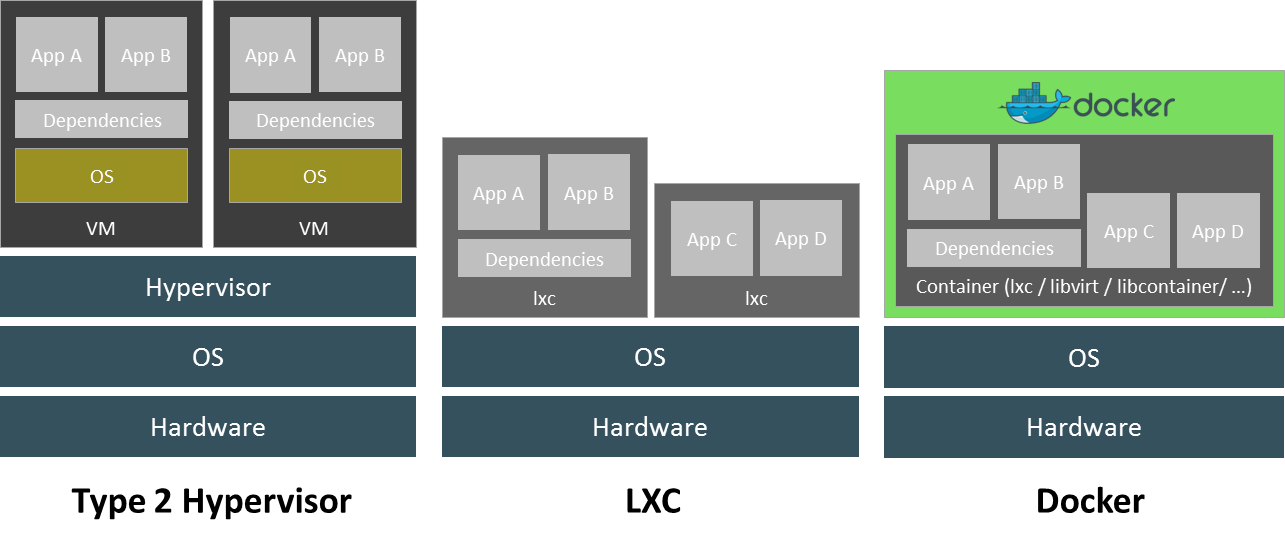 App A
App B
Dependencies
OS
VM
App A
App B
Dependencies
OS
VM
Hypervisor
OS
Hardware
Type 2 Hypervisor
App A
App B
Dependencies
lxc
App C
App D
lxc
OS
Hardware
LXC
docker
App A
App B
Dependencies
App C
App D
Container (lxc / libvirt / libcontainer/ ...)
OS
Hardware
Docker